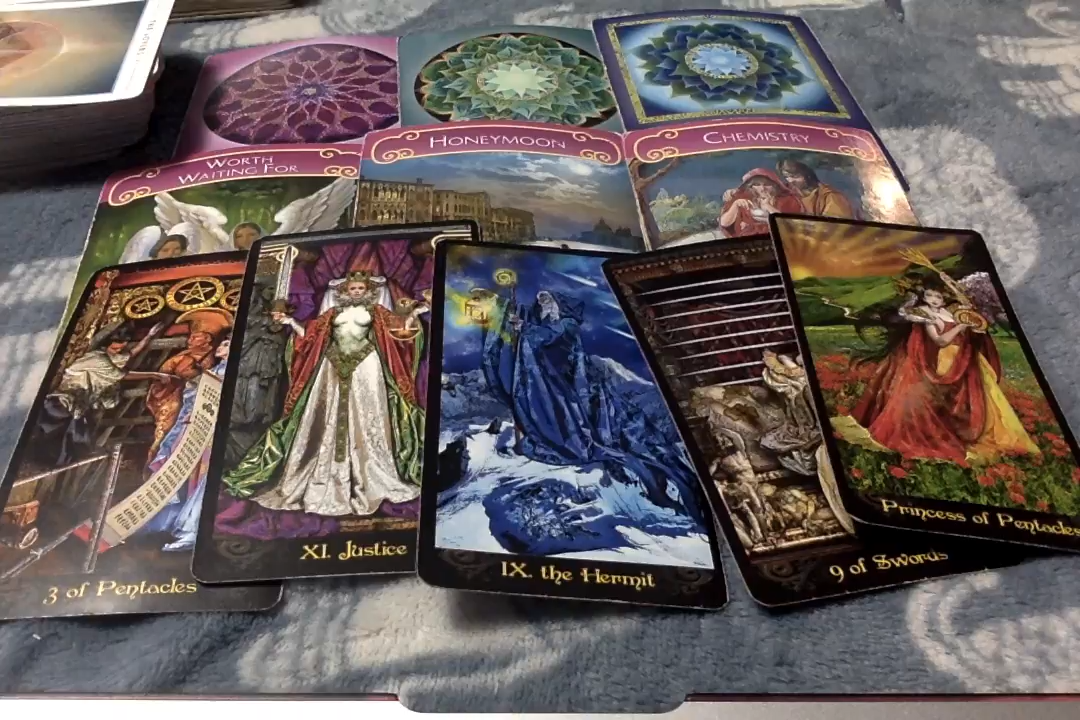 WORTH
WAITING FOR
HONEYMOON
CHEMISTRY
3 of Pentacles
XI. Justice
IX. the Hermit
9 of Swords
Princess of Pentacles